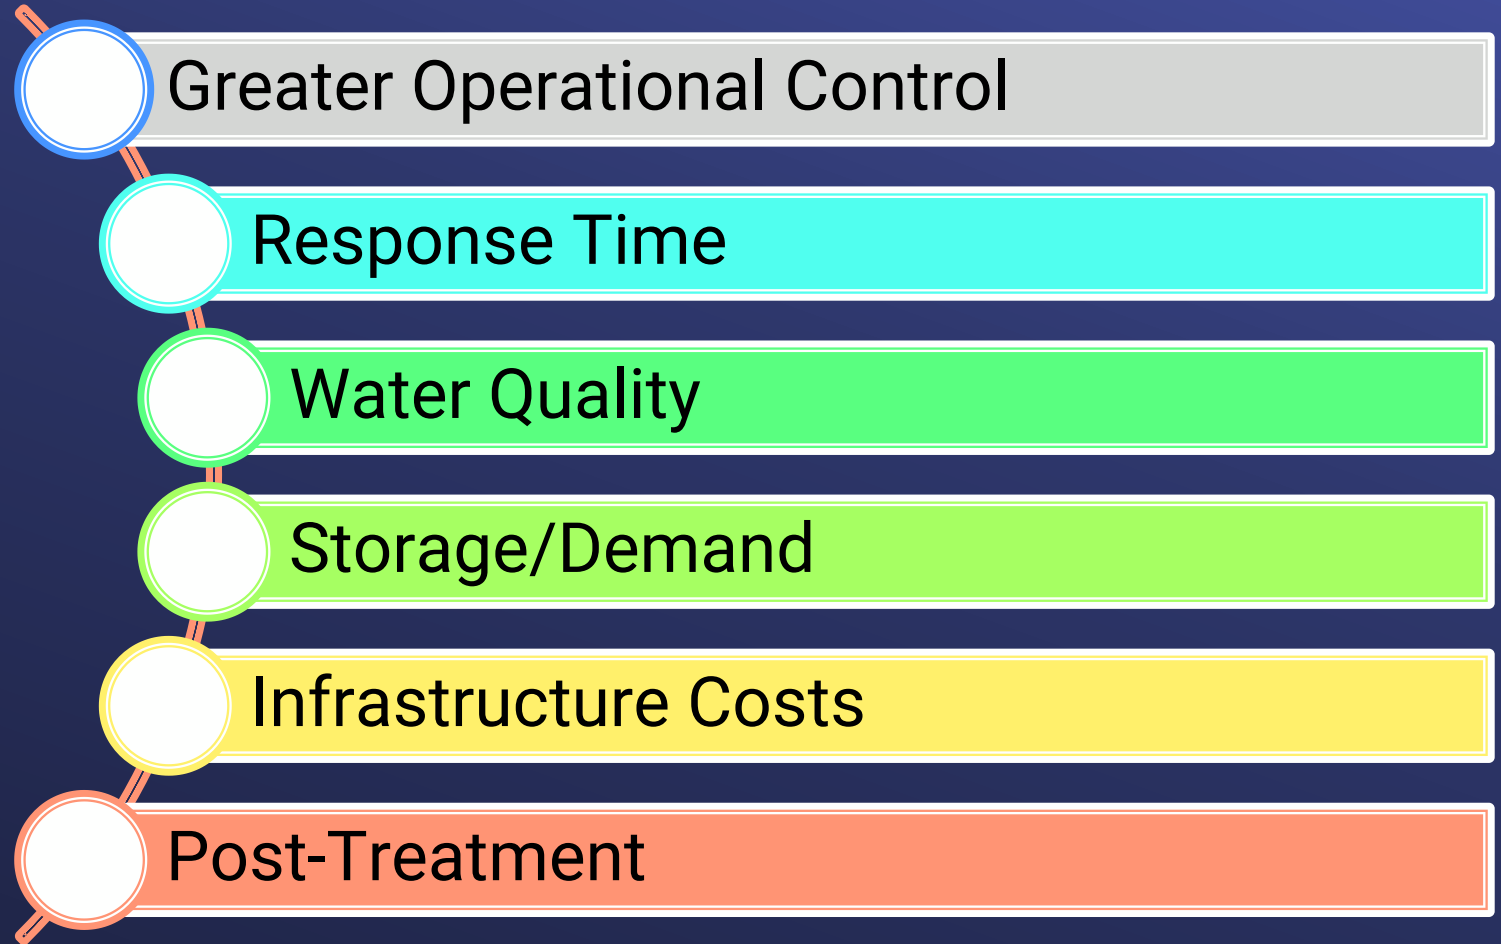 Greater Operational Control
Response Time
Water Quality
Storage/Demand
Infrastructure Costs
Post-Treatment